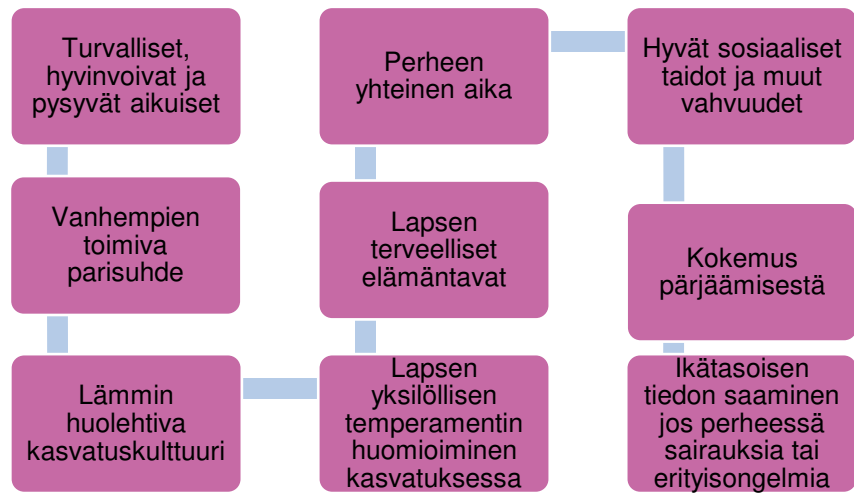 Turvalliset,
hyvinvoivat ja
pysyvät aikuiset
Vanhempien
toimiva
parisuhde
Lämmin
huolehtiva
kasvatuskulttuuri
Lapsen
yksilöllisen
temperamentin
huomioiminen
kasvatuksessa
Lapsen
terveelliset
elämäntavat
Perheen
yhteinen aika
Hyvät sosiaaliset
taidot ja muut
vahvuudet
Kokemus
pärjäämisestä
Ikätasoisen
tiedon saaminen
jos perheessä
sairauksia tai
erityisongelmia